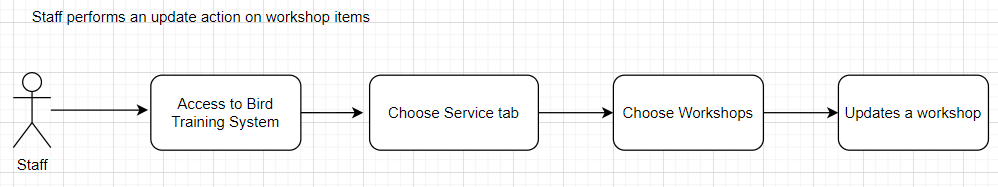 Staff performs an update action on workshop items
Access to Bird
Training System
Choose Service tab
Choose Workshops
Updates a workshop
Staff